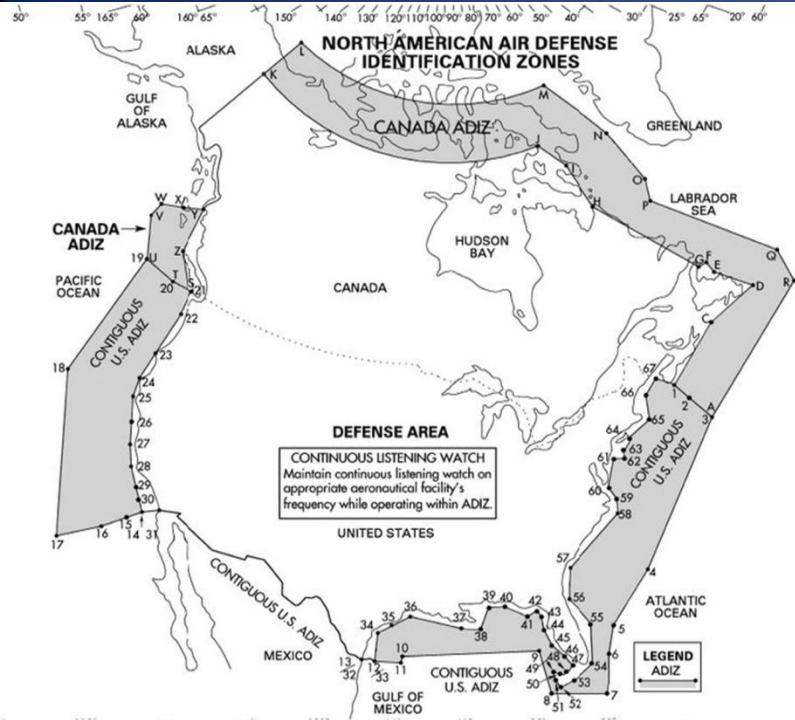 50° 55° 165° 60° 160° 65° 150° 140° 130° 120° 110° 100° 90° 80° 70° 60° 50° 40° 30° 25° 65° 20° 60°
NORTH AMERICAN AIR DEFENSE
IDENTIFICATION ZONES
ALASKA
L
K
GULF
OF
ALASKA
M
CANADA ADIZ
N
GREENLAND
J
I
O
H
P
LABRADOR
SEA
W
X
Y
V
CANADA
ADIZ
Z
HUDSON
BAY
Q
G
F
E
R
19
U
T
S
D
PACIFIC
OCEAN
20
21
CANADA
C
22
CONTIGUOUS
U.S. ADIZ
23
18
24
25
67
66
1
2
A
3
26
27
DEFENSE AREA
65
64
63
62
61
CONTIGUOUS
U.S. ADIZ
28
CONTINUOUS LISTENING WATCH
Maintain continuous listening watch on
appropriate aeronautical facility's
frequency while operating within ADIZ.
29
30
60
59
58
15
16
14
31
17
UNITED STATES
57
4
CONTIGUOUS U.S. ADIZ
56
ATLANTIC
OCEAN
39
40
42
43
44
41
36
35
34
37
38
55
5
45
46
47
48
49
50
51
52
53
54
6
7
8
9
10
11
12
33
13
32
MEXICO
CONTIGUOUS
U.S. ADIZ
GULF OF
MEXICO
LEGEND
ADIZ